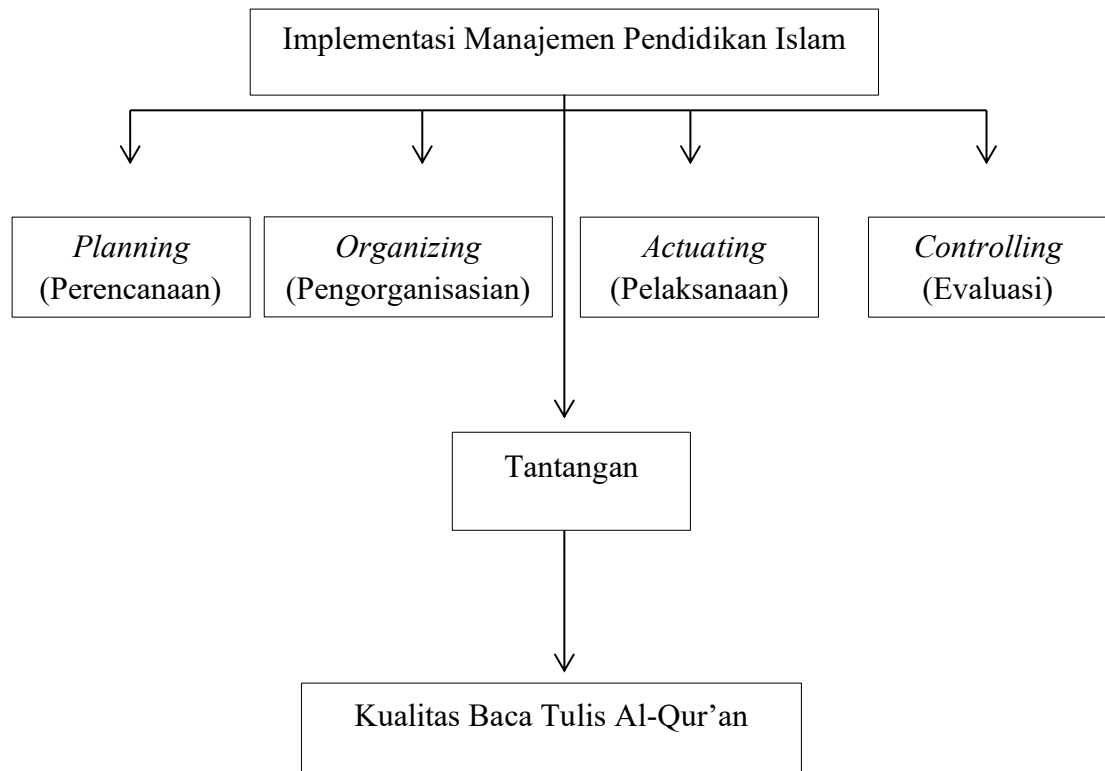 Implementasi Manajemen Pendidikan Islam
Planning
(Perencanaan)
Organizing
(Pengorganisasian)
Actuating
(Pelaksanaan)
Controlling
(Evaluasi)
Tantangan
Kualitas Baca Tulis Al-Qur’an